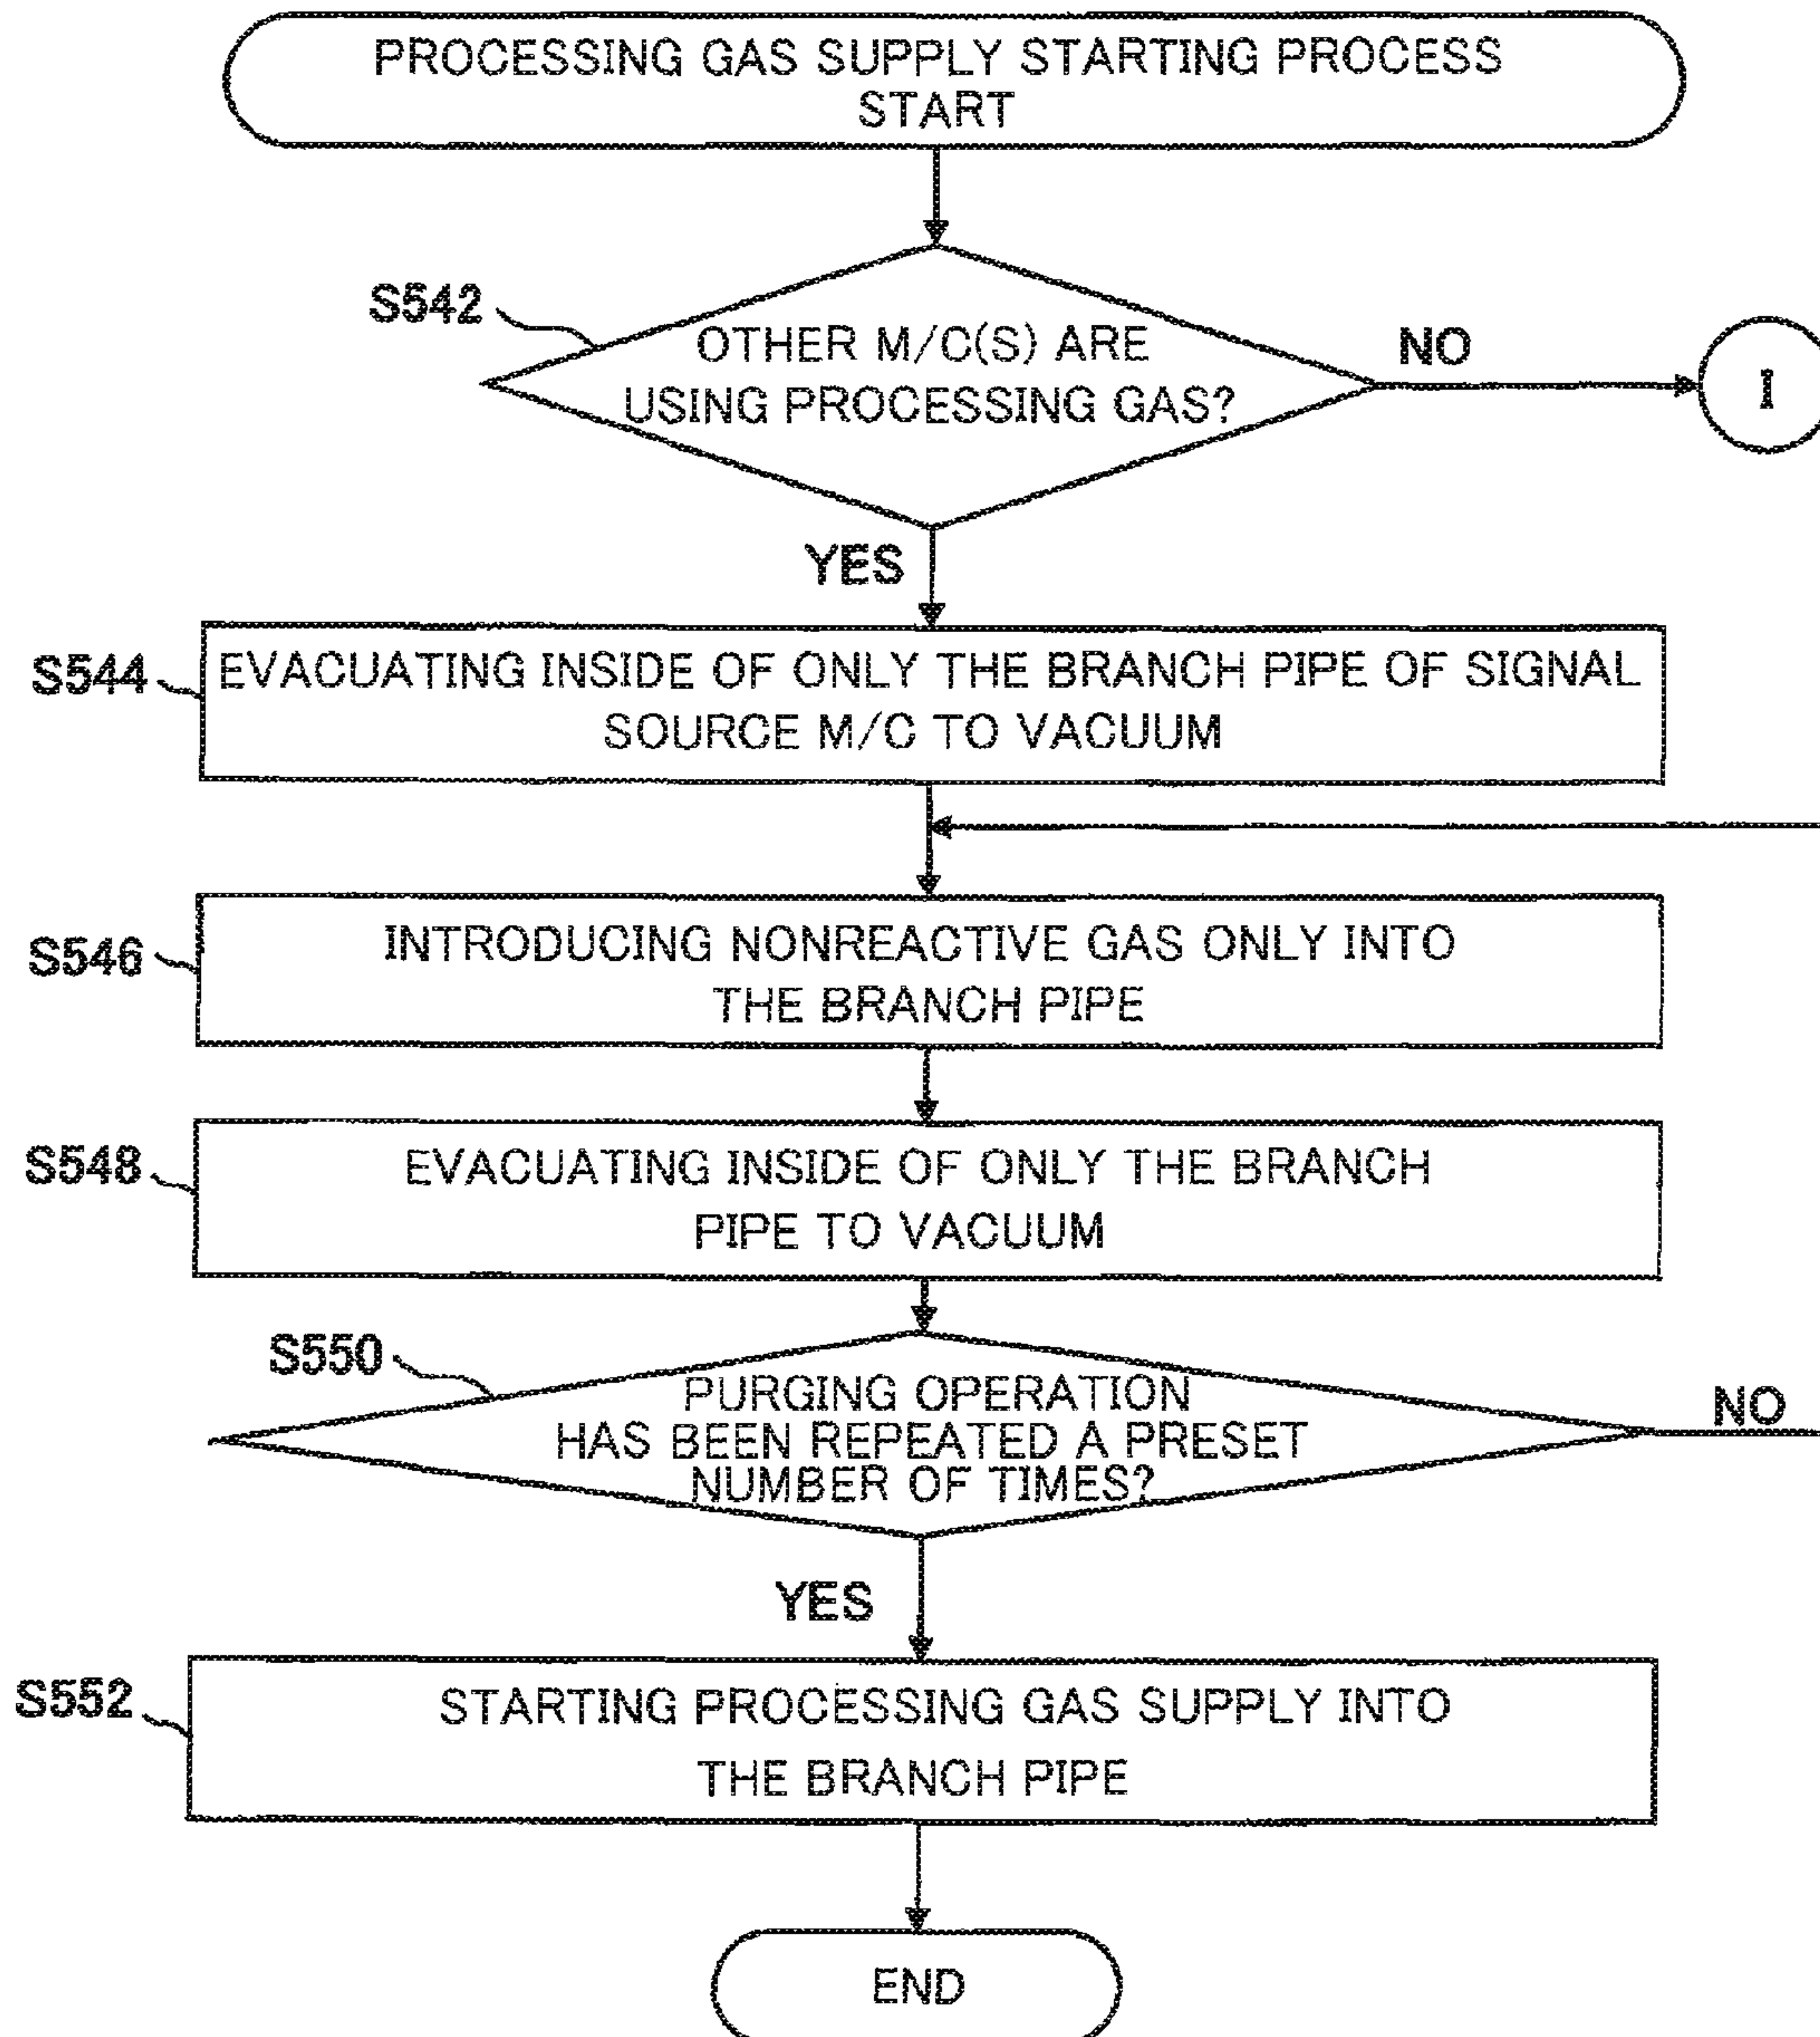 PROCESSING GAS SUPPLY STARTING PROCESS
START
S542
OTHER M/C(S) ARE
USING PROCESSING GAS?
NO
I
YES
S544
EVACUATING INSIDE OF ONLY THE BRANCH PIPE OF SIGNAL
SOURCE M/C TO VACUUM
S546
INTRODUCING NONREACTIVE GAS ONLY INTO
THE BRANCH PIPE
S548
EVACUATING INSIDE OF ONLY THE BRANCH
PIPE TO VACUUM
S550
PURGING OPERATION
HAS BEEN REPEATED A PRESET
NUMBER OF TIMES?
NO
YES
S552
STARTING PROCESSING GAS SUPPLY INTO
THE BRANCH PIPE
END